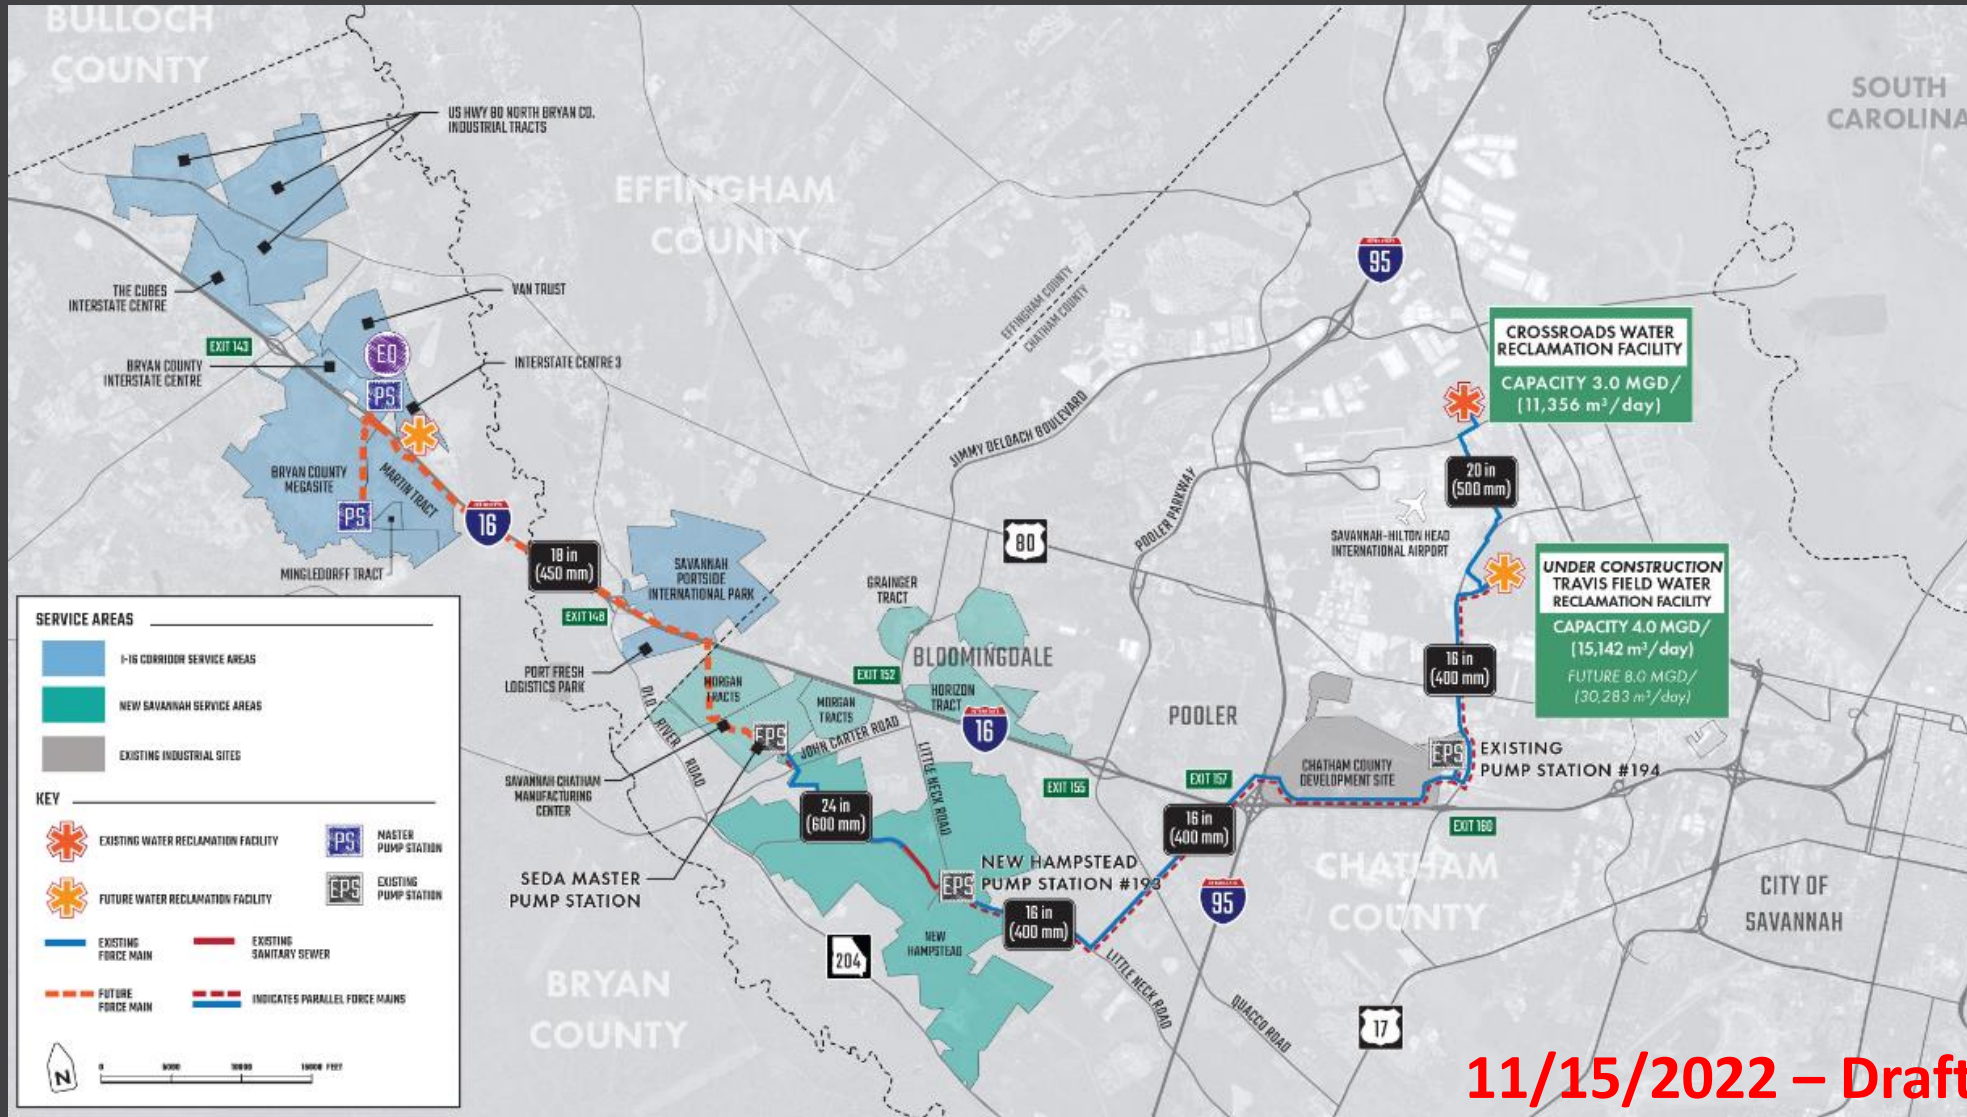 BULLOCH
COUNTY
US HWY 80 NORTH BRYAN CO.
INDUSTRIAL TRACTS
SOUTH
CAROLINA
EFFINGHAM
COUNTY
THE CUBES
INTERSTATE CENTRE
VAN TRUST
EXIT 143
EQ
BRYAN COUNTY
INTERSTATE CENTRE
INTERSTATE CENTRE 3
PS
EFFINGHAM COUNTY
CHATHAM COUNTY
95
CROSSROADS WATER
RECLAMATION FACILITY
CAPACITY 3.0 MGD/
(11,356 m³/day)
JIMMY DELOACH BOULEVARD
BRYAN COUNTY
MEGASITE
MARTIN TRACT
PS
16
MINGLEDORFF TRACT
18 in
(450 mm)
EXIT 148
SAVANNAH
PORTSIDE
INTERNATIONAL PARK
80
POOLER PARKWAY
20 in
(500 mm)
SAVANNAH-HILTON HEAD
INTERNATIONAL AIRPORT
UNDER CONSTRUCTION
TRAVIS FIELD WATER
RECLAMATION FACILITY
CAPACITY 4.0 MGD/
(15,142 m³/day)
FUTURE 8.0 MGD/
(30,283 m³/day)
GRAINGER
TRACT
BLOOMINGDALE
PORT FRESH
LOGISTICS PARK
OLD RIVER ROAD
MORGAN
TRACTS
MORGAN
TRACTS
EXIT 152
HORIZON
TRACT
16
POOLER
16 in
(400 mm)
EPS
JOHN CARTER ROAD
LITTLE NECK ROAD
EPS
EXISTING
PUMP STATION #194
CHATHAM COUNTY
DEVELOPMENT SITE
SAVANNAH CHATHAM
MANUFACTURING
CENTER
EXIT 155
EXIT 157
EXIT 160
24 in
(600 mm)
16 in
(400 mm)
SEDA MASTER
PUMP STATION
NEW HAMPSTEAD
PUMP STATION #193
EPS
95
CHATHAM
COUNTY
CITY OF
SAVANNAH
16 in
(400 mm)
NEW
HAMPSTEAD
204
LITTLE NECK ROAD
QUACCO ROAD
17
BRYAN
COUNTY
SERVICE AREAS
I-16 CORRIDOR SERVICE AREAS
NEW SAVANNAH SERVICE AREAS
EXISTING INDUSTRIAL SITES
KEY
EXISTING WATER RECLAMATION FACILITY
PS
MASTER
PUMP STATION
FUTURE WATER RECLAMATION FACILITY
EPS
EXISTING
PUMP STATION
EXISTING
FORCE MAIN
EXISTING
SANITARY SEWER
FUTURE
FORCE MAIN
INDICATES PARALLEL FORCE MAINS
N
0 5000 10000 15000 FEET
11/15/2022 – Draft